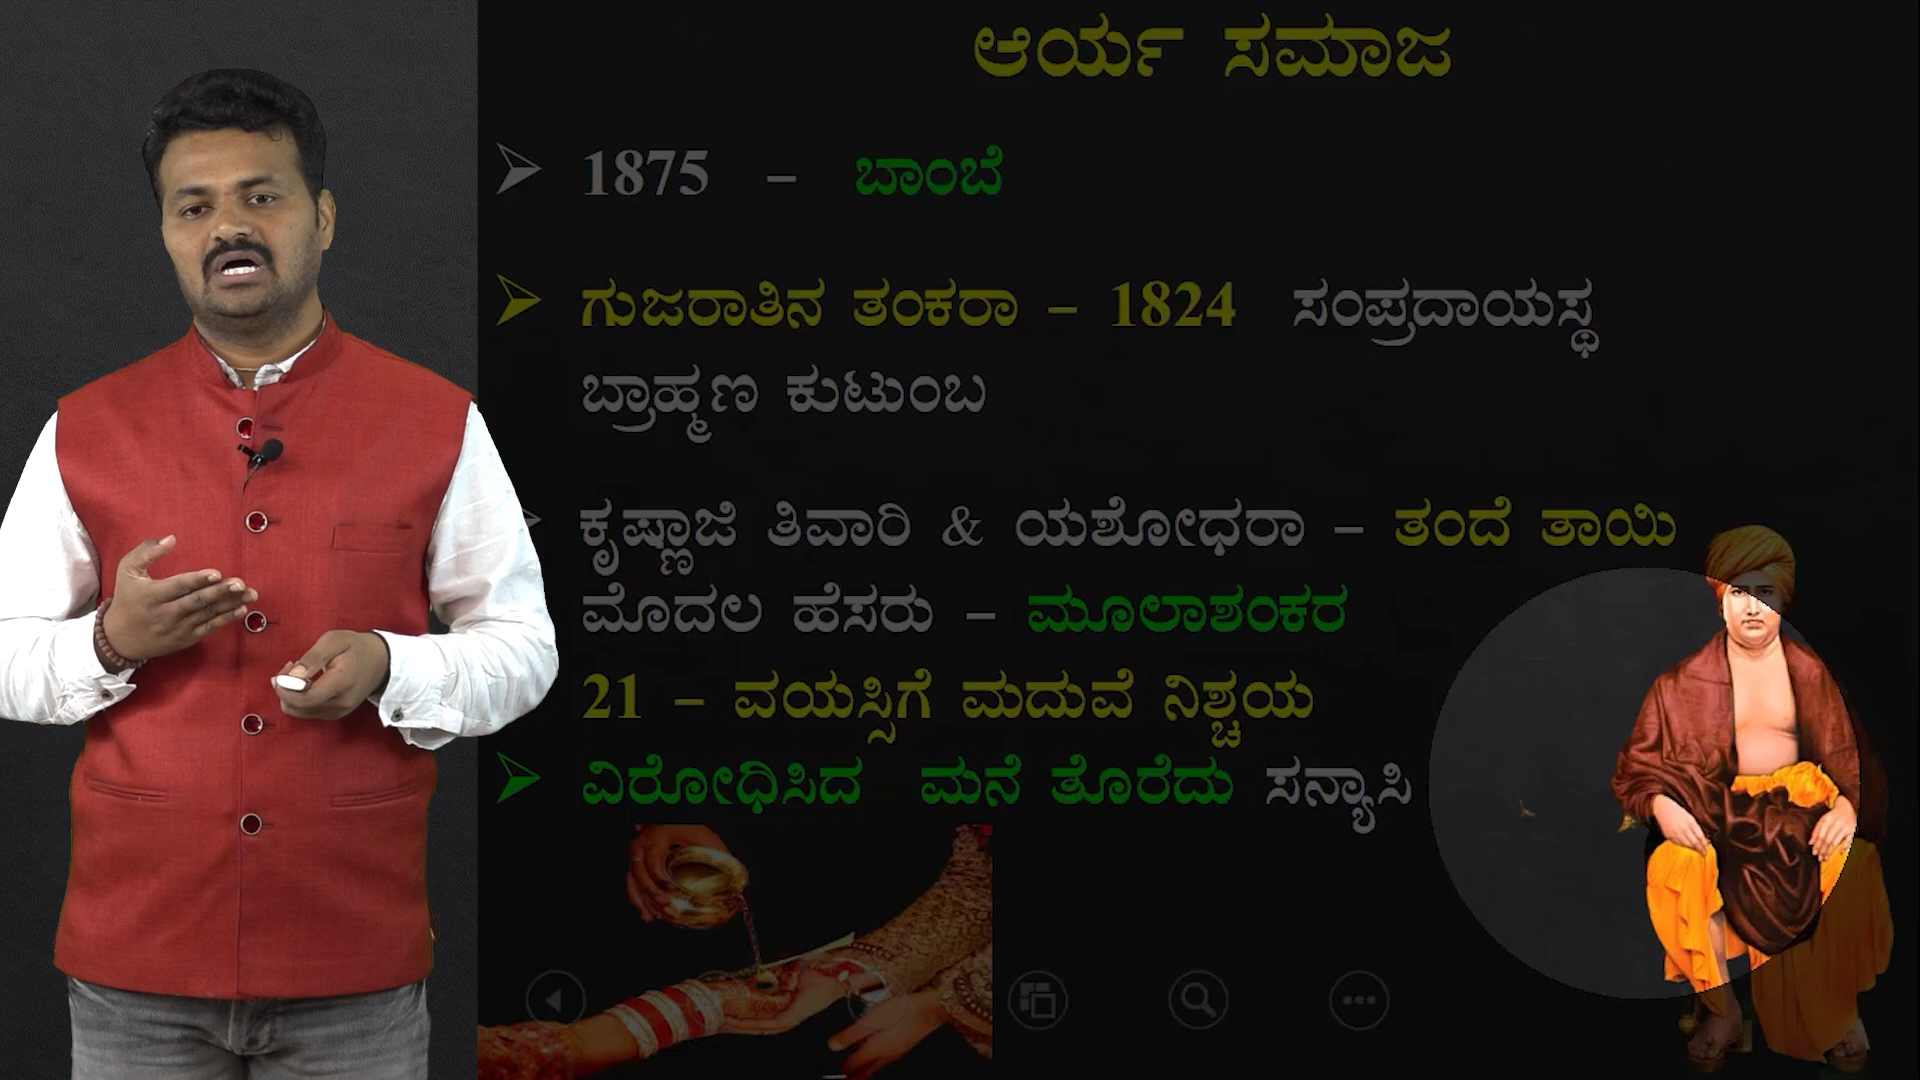 ಆರ್ಯ ಸಮಾಜ
1875 – ಬಾಂಬೆ
ಗುಜರಾತಿನ ತಂಕರಾ – 1824 ಸಂಪ್ರದಾಯಸ್ಥ
ಬ್ರಾಹ್ಮಣ ಕುಟುಂಬ
ಕೃಷ್ಣಾಜಿ ತಿವಾರಿ & ಯಶೋಧರಾ – ತಂದೆ ತಾಯಿ
ಮೊದಲ ಹೆಸರು – ಮೂಲಾಶಂಕರ
21 – ವಯಸ್ಸಿಗೆ ಮದುವೆ ನಿಶ್ಚಯ
ವಿರೋಧಿಸಿದ ಮನೆ ತೊರೆದು ಸನ್ಯಾಸಿ